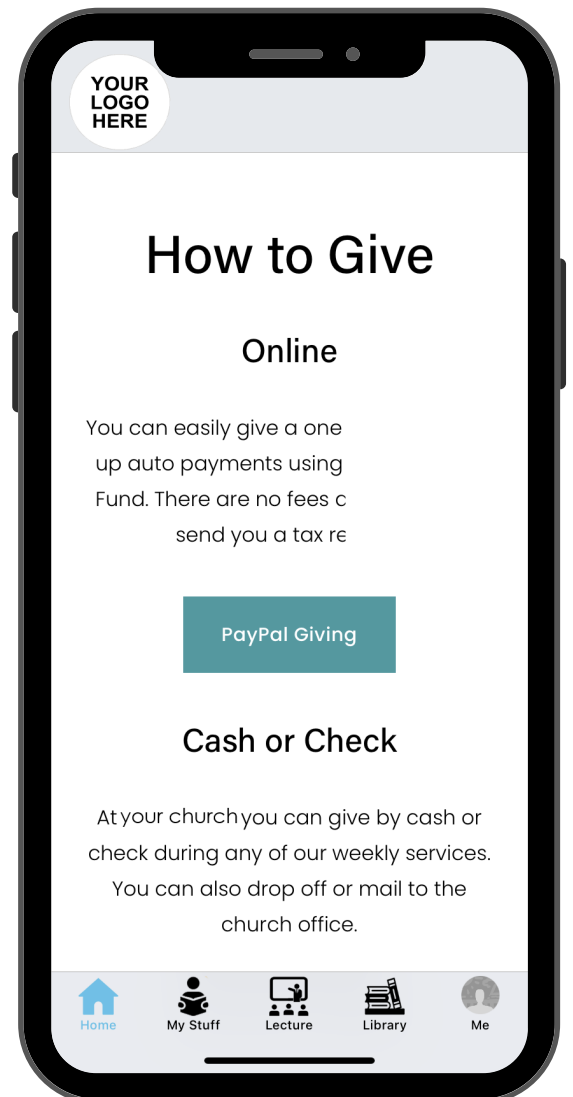 YOUR
LOGO
HERE
How to Give
Online
You can easily give a one
up auto payments using
Fund. There are no fees
send you a tax
PayPal Giving
Cash or Check
At your church you can give by cash or
check during any of our weekly services.
You can also drop off or mail to the
church office.
Home My Stuff Lecture Library Me